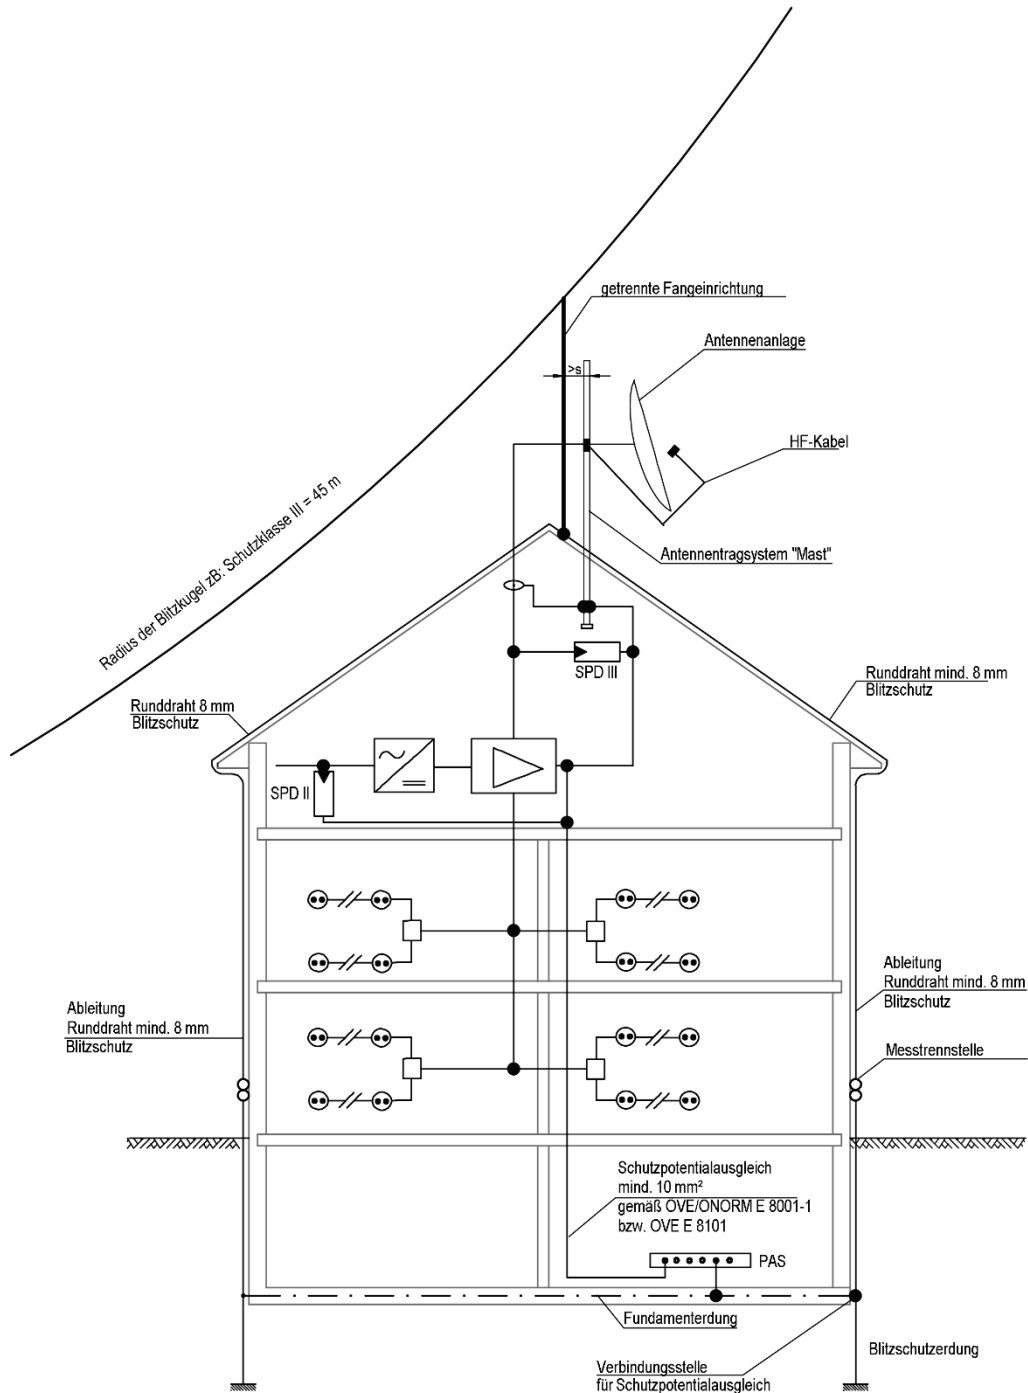 getrennte Fangeinrichtung
Antennenanlage
>s
HF-Kabel
Radius der Blitzkugel zB: Schutzklasse III = 45 m
Antennentragsystem "Mast"
SPD III
Runddraht mind. 8 mm
Blitzschutz
Runddraht 8 mm
Blitzschutz
SPD II
Ableitung
Runddraht mind. 8 mm
Blitzschutz
Ableitung
Runddraht mind. 8 mm
Blitzschutz
Messtrennstelle
Schutzpotentialausgleich
mind. 10 mm²
gemäß OVE/ÖNORM E 8001-1
bzw. OVE E 8101
PAS
Fundamenterdung
Blitzschutzerdung
Verbindungsstelle
für Schutzpotentialausgleich